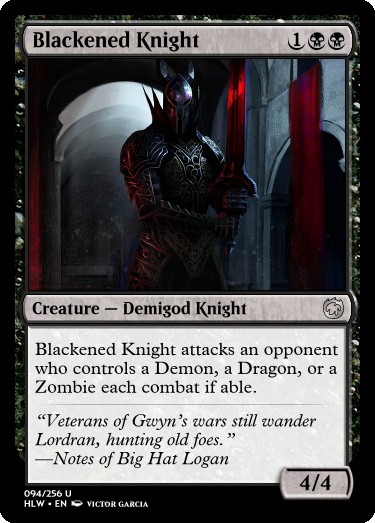 Blackened Knight 1
Creature — Demigod Knight
Blackened Knight attacks an opponent
who controls a Demon, a Dragon, or a
Zombie each combat if able.
“Veterans of Gwyn’s wars still wander
Lordran, hunting old foes.”
—Notes of Big Hat Logan
4/4
094/256 U
HLW • EN VICTOR GARCIA